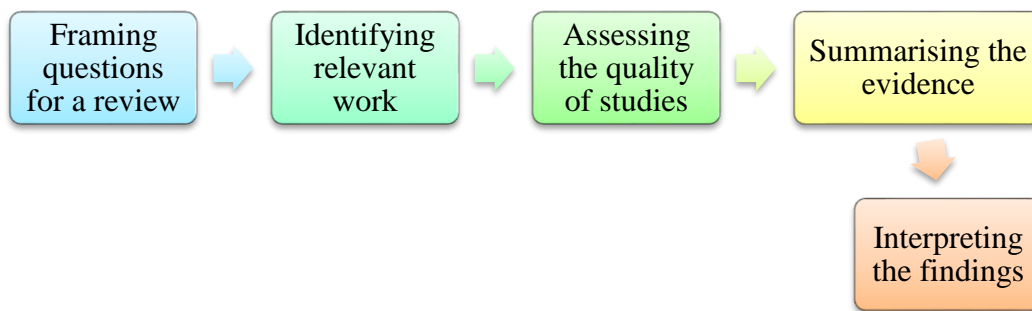 Framing
questions
for a review
Identifying
relevant
work
Assessing
the quality
of studies
Summarising the
evidence
Interpreting
the findings